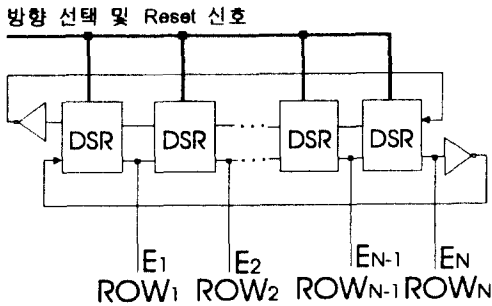 방향 선택 및 Reset 신호
DSR DSR DSR DSR
E1 E2 EN-1 EN
ROW1 ROW2 ROWN-1 ROWN